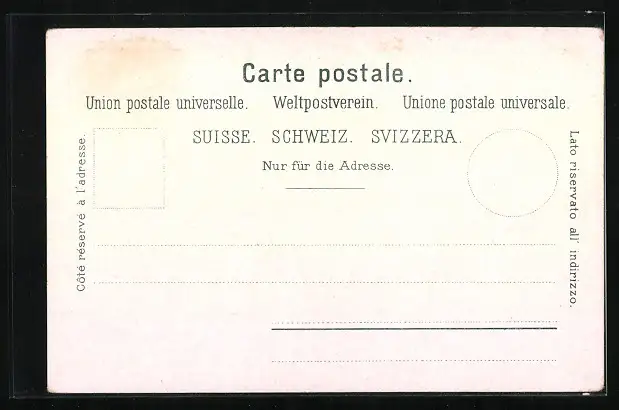 Carte postale.
Union postale universelle. Weltpostverein. Unione postale universale.
SUISSE. SCHWEIZ. SVIZZERA.
Nur für die Adresse.
Côté réservé à l'adresse.
Lato riservato all' indirizzo.